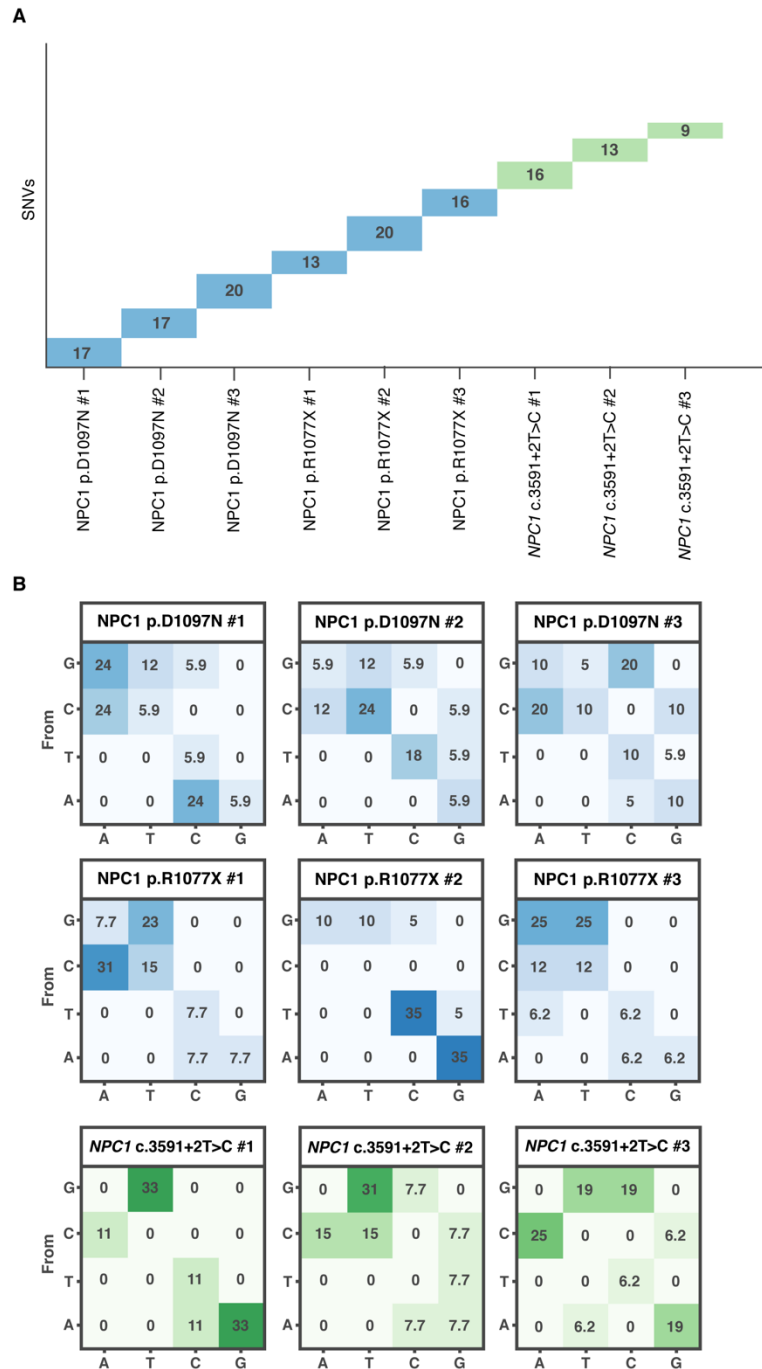 A
SNVs
9
13
16
16
20
13
20
17
17
NPC1 p.D1097N #1
NPC1 p.D1097N #2
NPC1 p.D1097N #3
NPC1 p.R1077X #1
NPC1 p.R1077X #2
NPC1 p.R1077X #3
NPC1 c.3591+2T>C #1
NPC1 c.3591+2T>C #2
NPC1 c.3591+2T>C #3
B
NPC1 p.D1097N #1 NPC1 p.D1097N #2 NPC1 p.D1097N #3
G 24 12 5.9 0 5.9 12 5.9 0 10 5 20 0
From
C 24 5.9 0 0 12 24 0 5.9 20 10 0 10
T 0 0 5.9 0 0 18 5.9 0 0 10 5.9
A 0 0 24 5.9 0 0 0 5.9 0 0 5 10
A T C G A T C G A T C G
NPC1 p.R1077X #1 NPC1 p.R1077X #2 NPC1 p.R1077X #3
G 7.7 23 0 0 10 10 5 0 25 25 0 0
From
C 31 15 0 0 0 0 0 0 12 12 0 0
T 0 0 7.7 0 0 0 35 5 6.2 0 6.2 0
A 0 0 7.7 7.7 0 0 0 35 0 0 6.2 6.2
A T C G A T C G A T C G
NPC1 c.3591+2T>C #1 NPC1 c.3591+2T>C #2 NPC1 c.3591+2T>C #3
G 0 33 0 0 0 31 7.7 0 0 19 19 0
From
C 11 0 0 0 15 15 0 7.7 25 0 0 6.2
T 0 0 11 0 0 0 0 7.7 0 0 6.2 0
A 0 0 11 33 0 0 7.7 7.7 0 6.2 0 19
A T C G A T C G A T C G